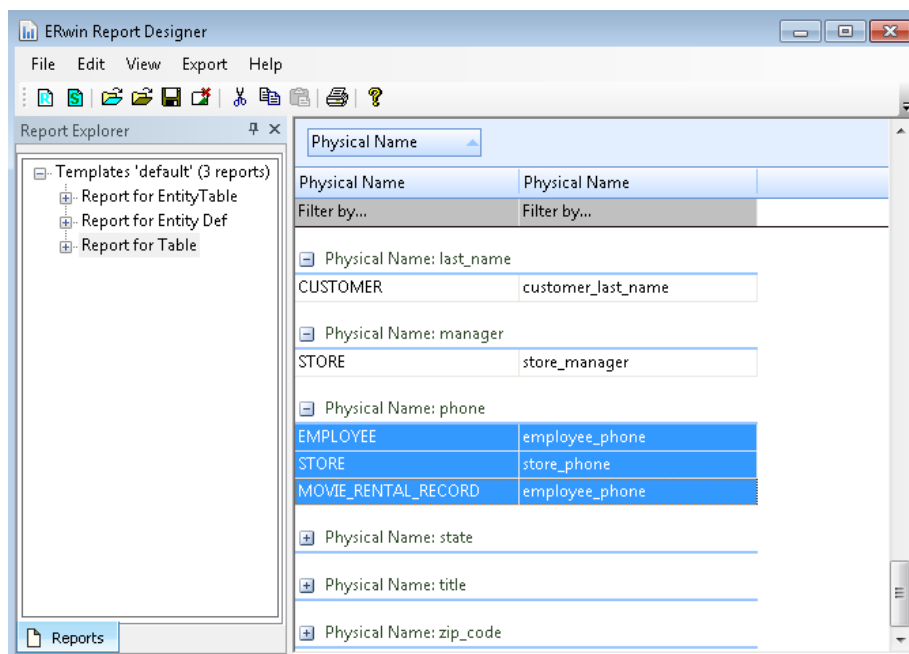 ERwin Report Designer
File Edit View Export Help
Report Explorer
Templates 'default' (3 reports)
Report for EntityTable
Report for Entity Def
Report for Table
Reports
Physical Name
Physical Name Physical Name
Filter by... Filter by...
Physical Name: last_name
CUSTOMER customer_last_name
Physical Name: manager
STORE store_manager
Physical Name: phone
EMPLOYEE employee_phone
STORE store_phone
MOVIE_RENTAL_RECORD employee_phone
Physical Name: state
Physical Name: title
Physical Name: zip_code